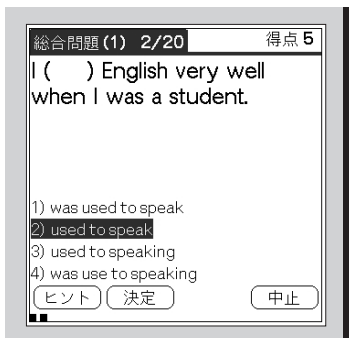 総合問題(1) 2/20 得点 5
I ( ) English very well
when I was a student.
1) was used to speak
2) used to speak
3) used to speaking
4) was use to speaking
ヒント 決定 中止